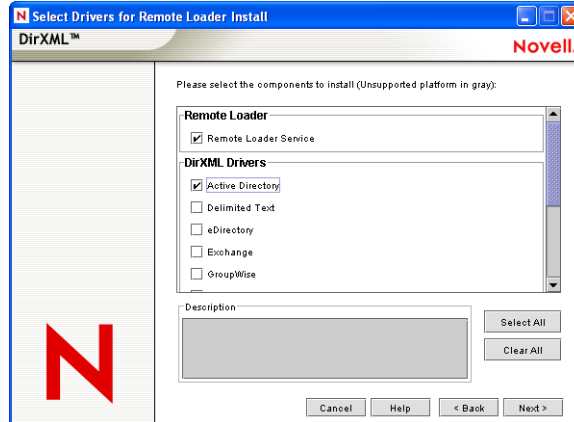 N Select Drivers for Remote Loader Install
DirXML™
Novell.
Please select the components to install (Unsupported platform in gray):
Remote Loader
Remote Loader Service
DirXML Drivers
Active Directory
Delimited Text
eDirectory
Exchange
GroupWise
Description
Select All
Clear All
N
Cancel Help < Back Next >